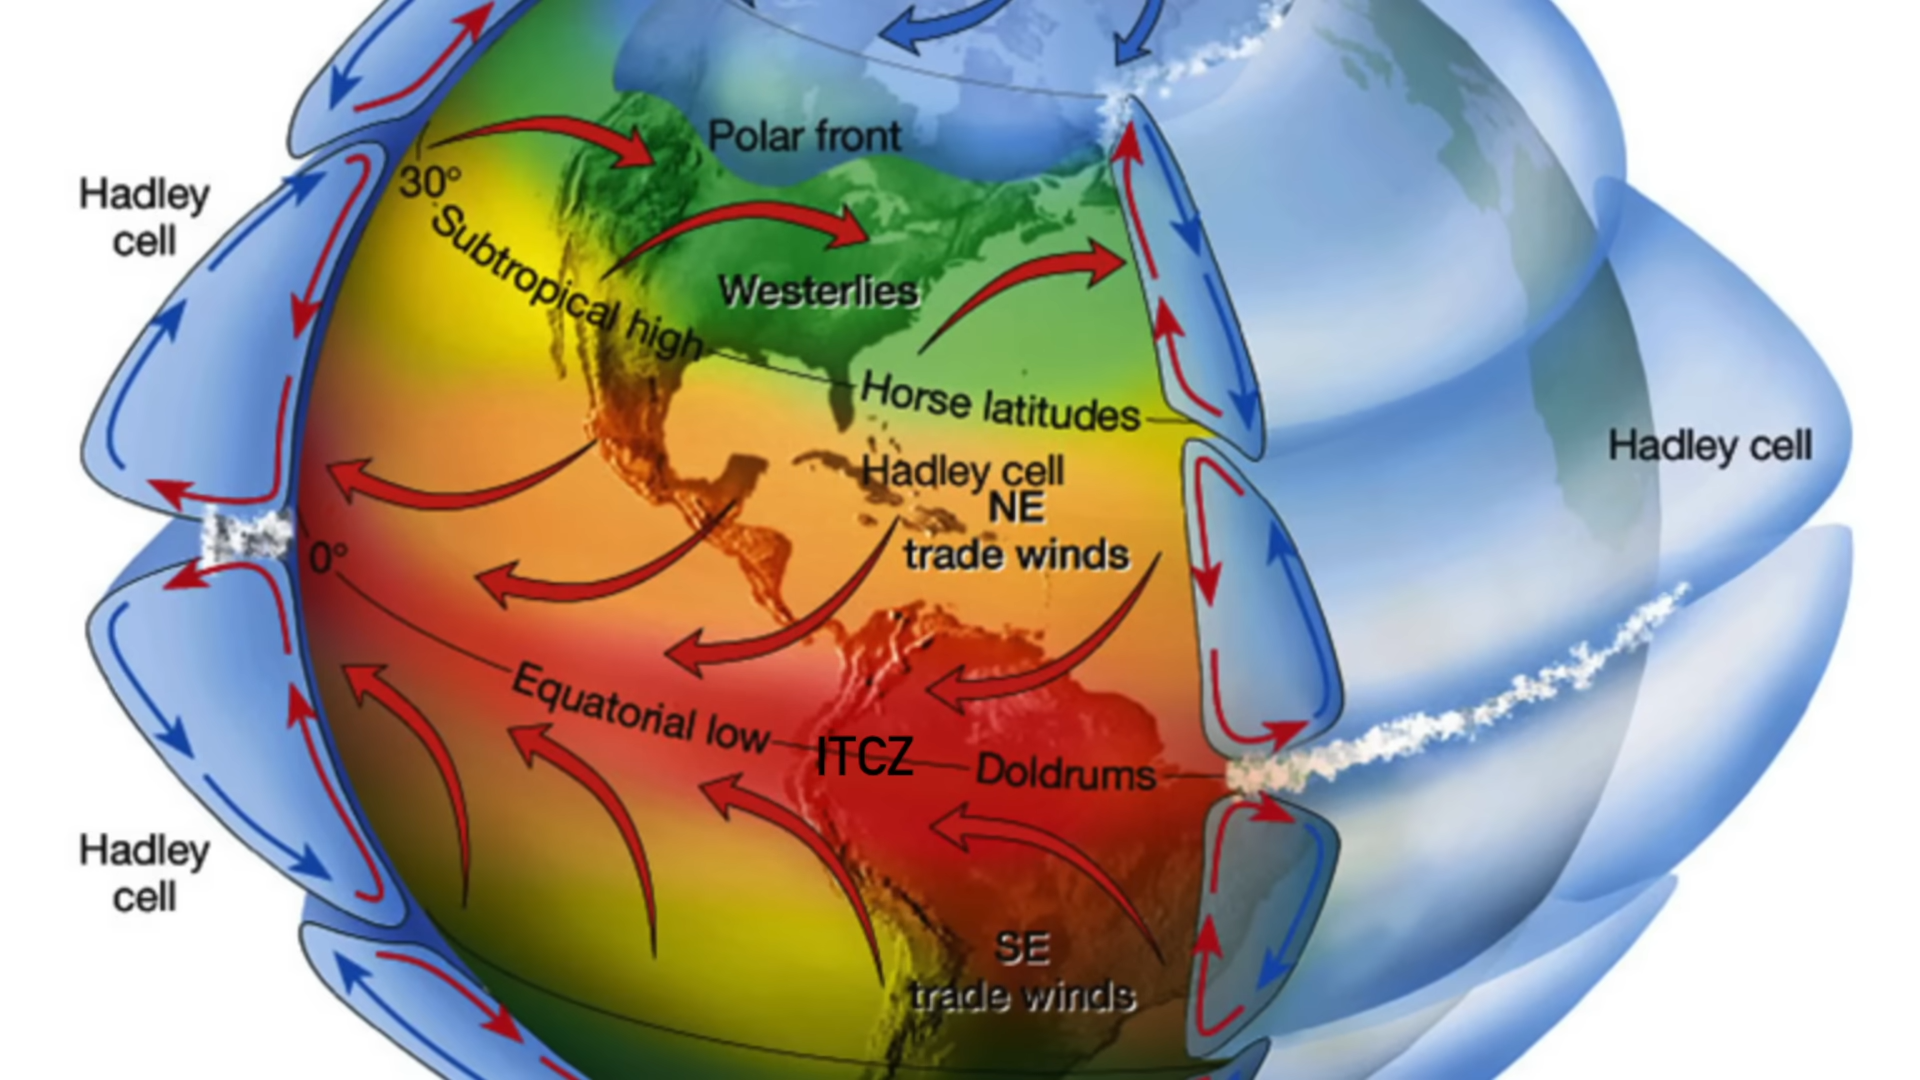 Polar front
Hadley
cell
30°
Subtropical high
Westerlies
Horse latitudes
Hadley cell
Hadley cell
NE
trade winds
0°
Equatorial low
ITCZ
Doldrums
Hadley
cell
SE
trade winds